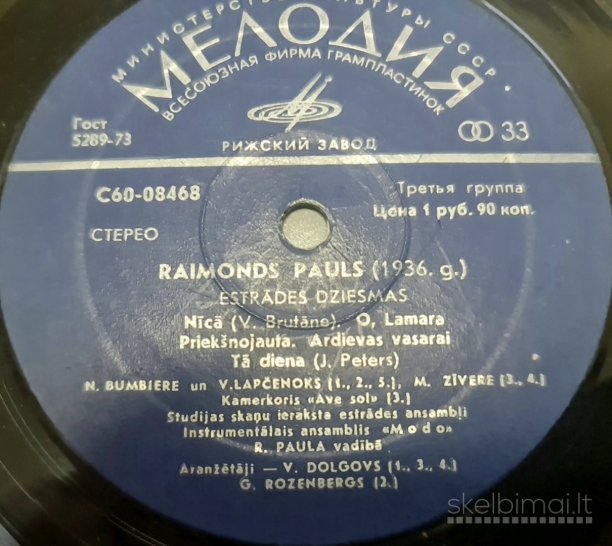 МИНИСТЕРСТВО КУЛЬТУРЫ СССР
МЕЛОДИЯ
ВСЕСОЮЗНАЯ ФИРМА ГРАМПЛАСТИНОК
Гост
5289-73
33
РИЖСКИЙ ЗАВОД
С60-08468
Третья группа
Цена 1 руб. 90 коп.
СТЕРЕО
RAIMONDS PAULS (1936. g.)
ESTRĀDES DZIESMAS
Nīcā (V. Brutāne). O, Lamara
Priekšnojauta. Ardievas vasarai
Tā diena (J. Peters)
N. BUMBIERE un V. LAPČENOKS (1., 2., 5.), M. ZĪVERE (3., 4.)
Kamerkoris «Ave sol» (3.)
Studijas skaņu ieraksta estrādes ansambļi
Instrumentālais ansamblis «Modo»
R. PAULA vadībā
Aranžētāji — V. DOLGOVS (1., 3., 4.)
G. ROZENBERGS (2.)
skelbimai.lt